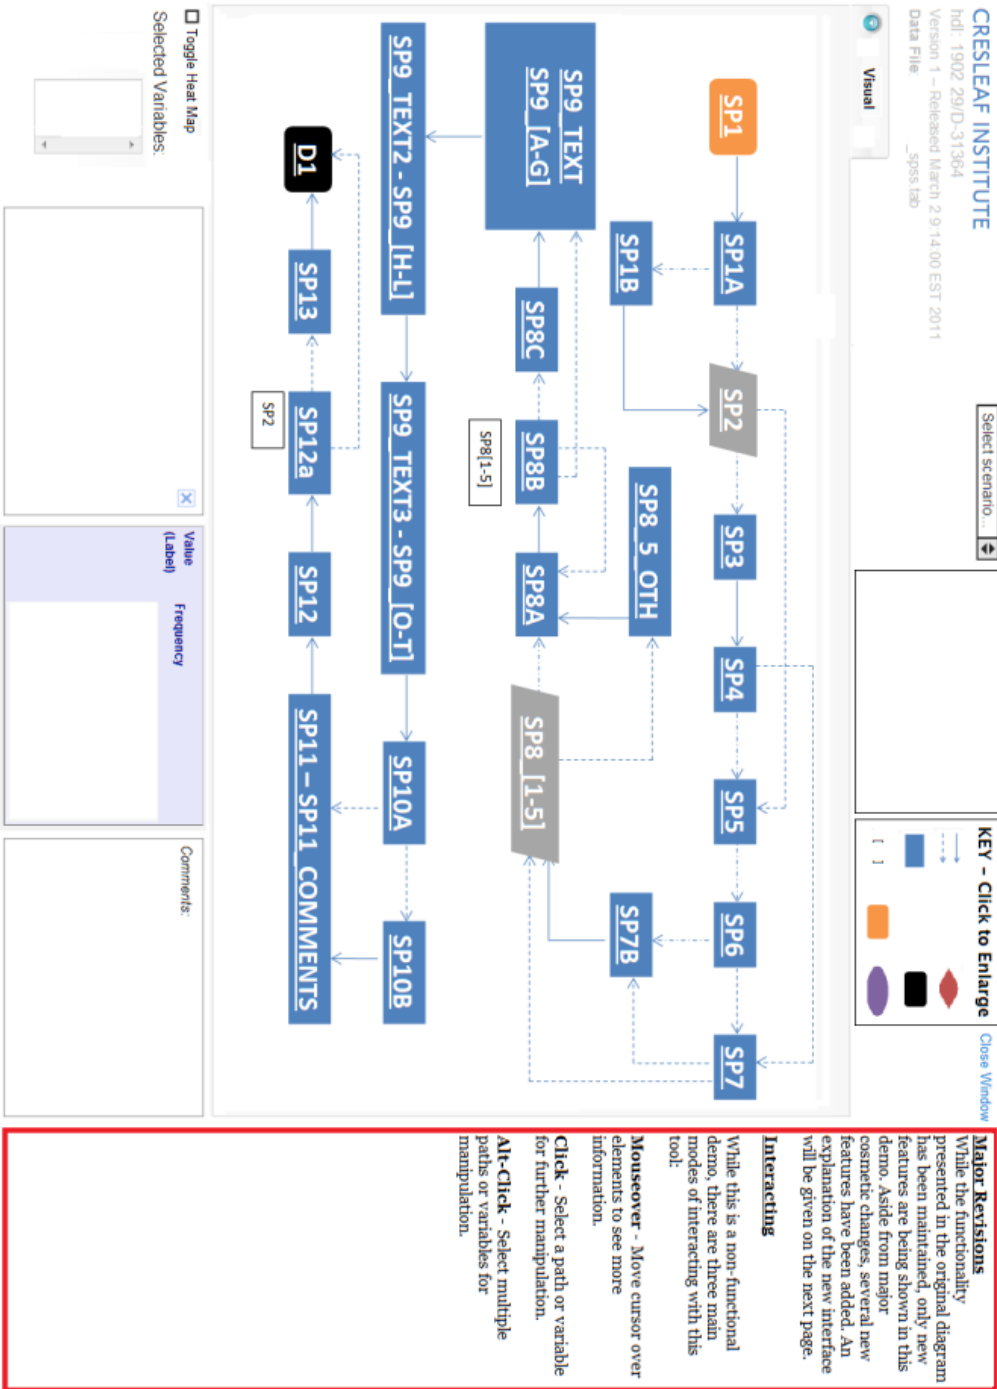 CRESLEAF INSTITUTE
hdl: 1902 29/D-31364
Version 1 – Released March 2 9:14:00 EST 2011
Data File: _spss.tab
Select scenario...
KEY – Click to Enlarge
[ ]
Close Window
Visual
SP1
SP1A
SP2
SP3
SP4
SP5
SP6
SP7
SP1B
SP8_5_OTH
SP7B
SP9_TEXT
SP9_[A-G]
SP8C
SP8B
SP8A
SP8_[1-5]
SP8[1-5]
SP9_TEXT2 - SP9_[H-L]
SP9_TEXT3 - SP9_[O-T]
SP10A
SP10B
D1
SP13
SP12a
SP12
SP11 – SP11_COMMENTS
SP2
Toggle Heat Map
Selected Variables:
Value
(Label)
Frequency
Comments:
Major Revisions
While the functionality
presented in the original diagram
has been maintained, only new
features are being shown in this
demo. Aside from major
cosmetic changes, several new
features have been added. An
explanation of the new interface
will be given on the next page.
Interacting
While this is a non-functional
demo, there are three main
modes of interacting with this
tool:
Mouseover - Move cursor over
elements to see more
information.
Click - Select a path or variable
for further manipulation.
Alt-Click - Select multiple
paths or variables for
manipulation.